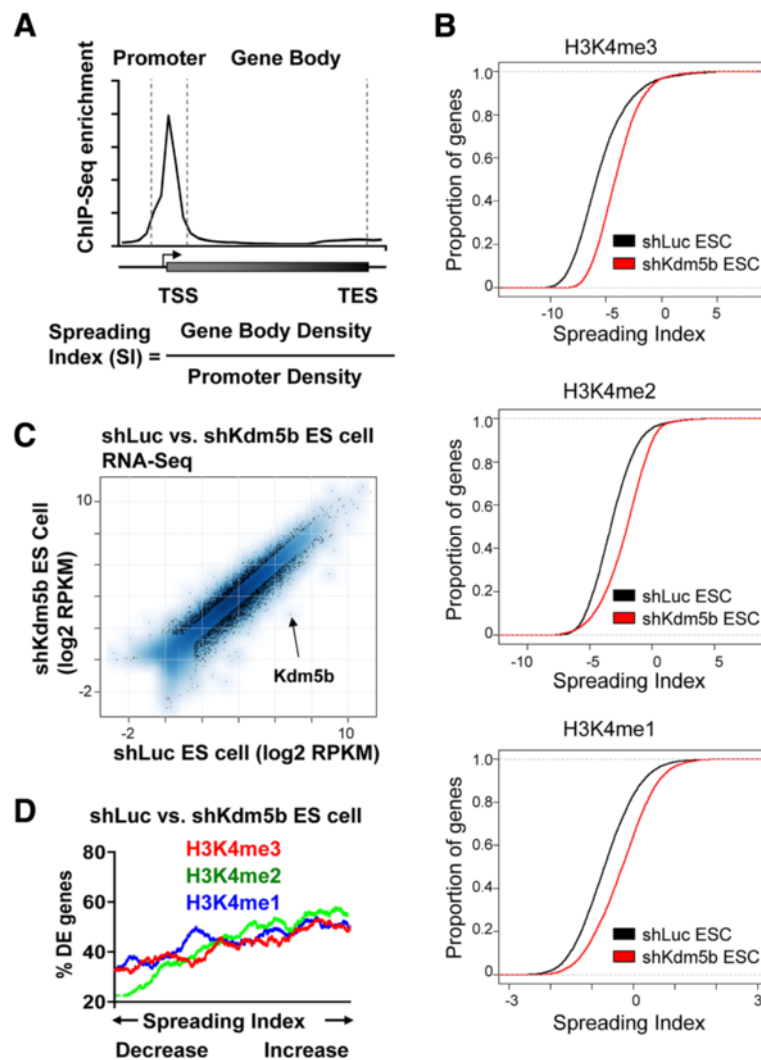 A
Promoter Gene Body
ChIP-Seq enrichment
TSS TES
Spreading Index (SI) = Gene Body Density
Promoter Density
B
H3K4me3
Proportion of genes
1.0
0.8
0.6
0.4
0.2
0
shLuc ESC
shKdm5b ESC
-10 -5 0 5
Spreading Index
H3K4me2
Proportion of genes
1.0
0.8
0.6
0.4
0.2
0
shLuc ESC
shKdm5b ESC
-10 -5 0 5
Spreading Index
H3K4me1
Proportion of genes
1.0
0.8
0.6
0.4
0.2
0
shLuc ESC
shKdm5b ESC
-3 0 3
Spreading Index
C
shLuc vs. shKdm5b ES cell
RNA-Seq
shKdm5b ES Cell
(log2 RPKM)
10
-2
Kdm5b
-2 10
shLuc ES cell (log2 RPKM)
D
shLuc vs. shKdm5b ES cell
H3K4me3
H3K4me2
H3K4me1
% DE genes
80
60
40
20
Spreading Index
Decrease Increase